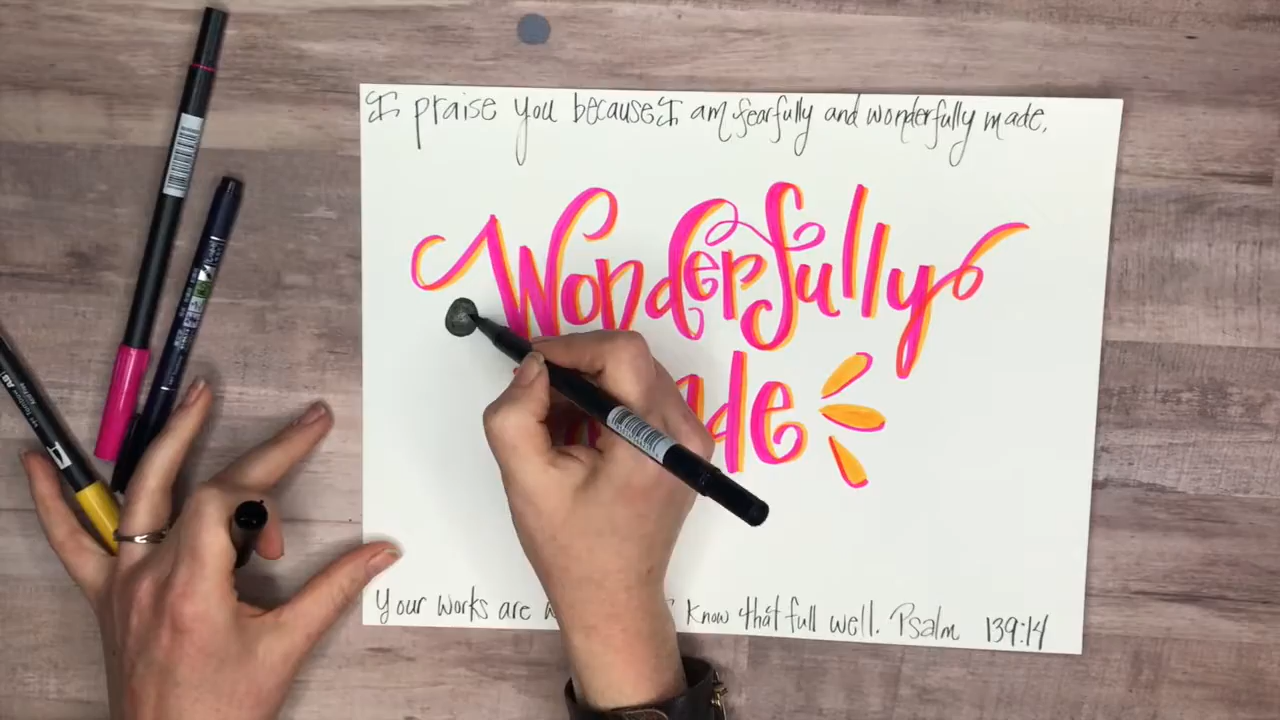 I praise you because I am fearfully and wonderfully made.
Wonderfully
de
Your works are know that full well. Psalm 139:14